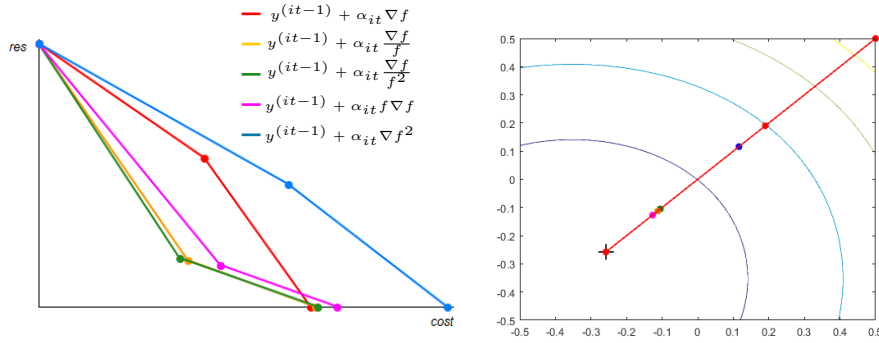 res
y^(it−1) + α_it ∇f
y^(it−1) + α_it ∇f/f
y^(it−1) + α_it ∇f/f^2
y^(it−1) + α_it f∇f
y^(it−1) + α_it ∇f^2
cost
0.5
0.4
0.3
0.2
0.1
0
-0.1
-0.2
-0.3
-0.4
-0.5
-0.5 -0.4 -0.3 -0.2 -0.1 0 0.1 0.2 0.3 0.4 0.5